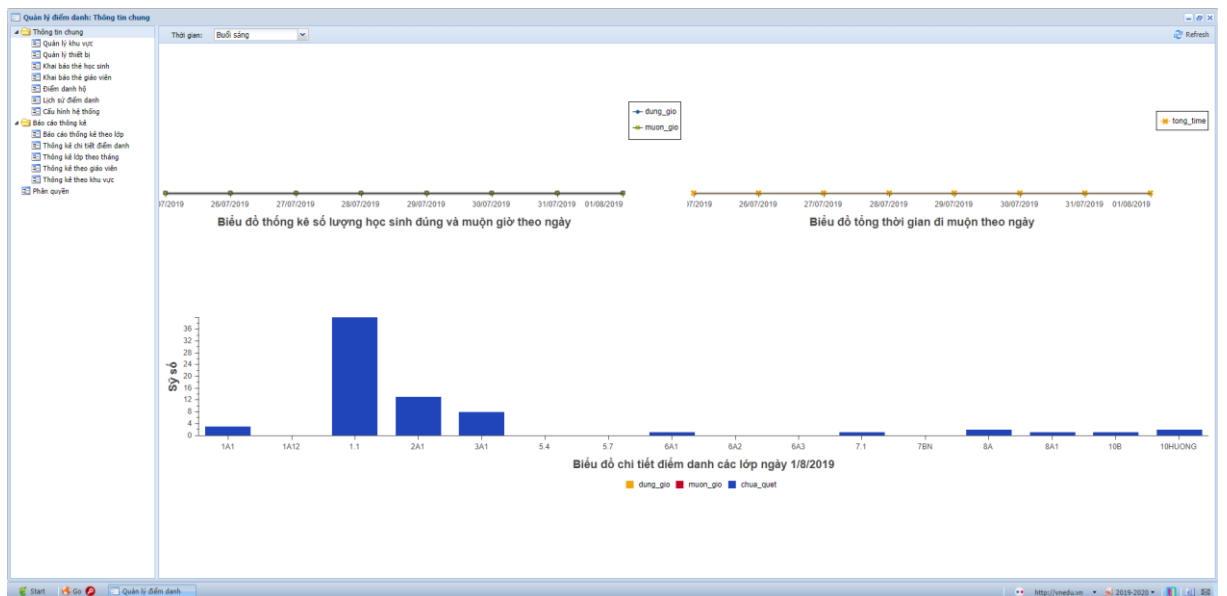 Quản lý điểm danh: Thông tin chung
Thông tin chung
Quản lý khu vực
Quản lý thiết bị
Khai báo thẻ học sinh
Khai báo thẻ giáo viên
Điểm danh hộ
Lịch sử điểm danh
Cấu hình hệ thống
Báo cáo thống kê
Báo cáo thống kê theo lớp
Thống kê chi tiết điểm danh
Thống kê lớp theo tháng
Thống kê theo giáo viên
Thống kê theo khu vực
Phân quyền
Thời gian: Buổi sáng
Refresh
dung_gio
muon_gio
07/2019 26/07/2019 27/07/2019 28/07/2019 29/07/2019 30/07/2019 31/07/2019 01/08/2019
Biểu đồ thống kê số lượng học sinh đúng và muộn giờ theo ngày
tong_time
07/2019 26/07/2019 27/07/2019 28/07/2019 29/07/2019 30/07/2019 31/07/2019 01/08/2019
Biểu đồ tổng thời gian đi muộn theo ngày
Sỹ số
36
32
28
24
20
16
12
8
4
0
1A1 1A12 1.1 2A1 3A1 5.4 5.7 6A1 6A2 6A3 7.1 7BN 8A 8A1 10B 10HUONG
Biểu đồ chi tiết điểm danh các lớp ngày 1/8/2019
dung_gio muon_gio chua_quet
Start Go Quản lý điểm danh http://vnedu.vn 2019-2020